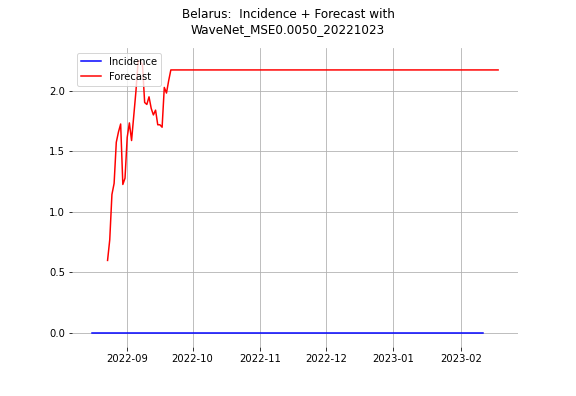 Belarus:  Incidence + Forecast with
WaveNet_MSE0.0050_20221023
Incidence
Forecast
2.0
1.5
1.0
0.5
0.0
2022-09
2022-10
2022-11
2022-12
2023-01
2023-02